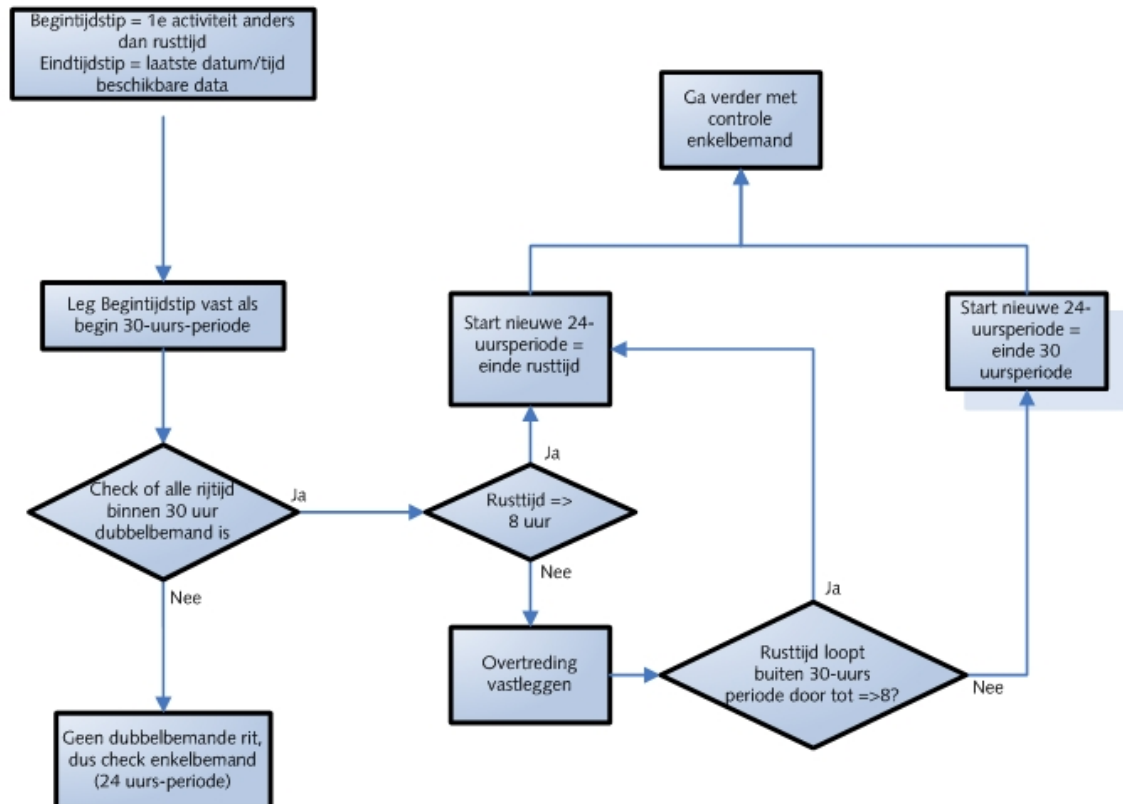 Begintijdstip = 1e activiteit anders
dan rusttijd
Eindtijdstip = laatste datum/tijd
beschikbare data
Ga verder met
controle
enkelbemand
Leg Begintijdstip vast als
begin 30-uurs-periode
Start nieuwe 24-
uursperiode =
einde rusttijd
Start nieuwe 24-
uursperiode =
einde 30
uursperiode
Check of alle rijtijd
binnen 30 uur
dubbelbemand is
Ja
Nee
Rusttijd =>
8 uur
Ja
Nee
Overtreding
vastleggen
Rusttijd loopt
buiten 30-uurs
periode door tot =>8?
Ja
Nee
Geen dubbelbemande rit,
dus check enkelbemand
(24 uurs-periode)